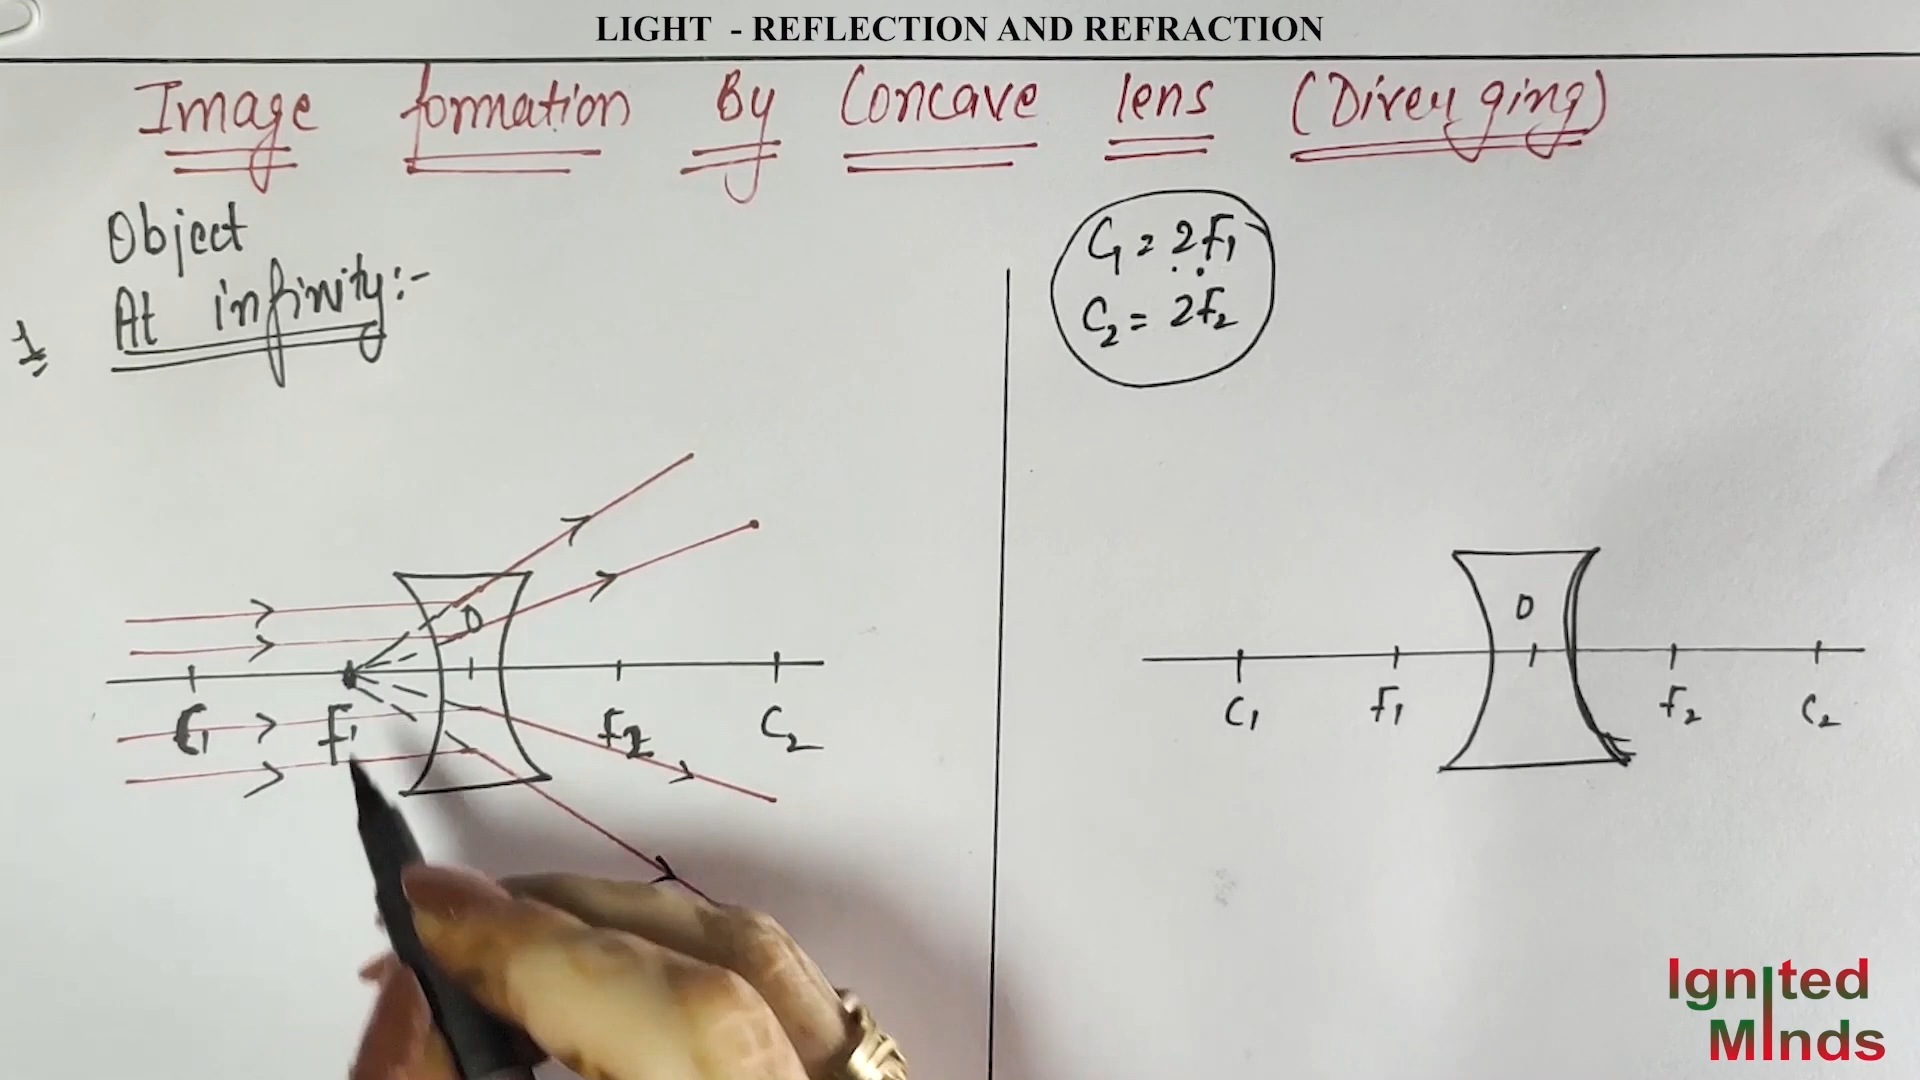 LIGHT - REFLECTION AND REFRACTION
Image formation By Concave lens (Diverging)
Object
1 At infinity:-
C1 = 2F1
C2 = 2F2
O
C1 F1 F2 C2
O
C1 F1 F2 C2
Ignited
Minds